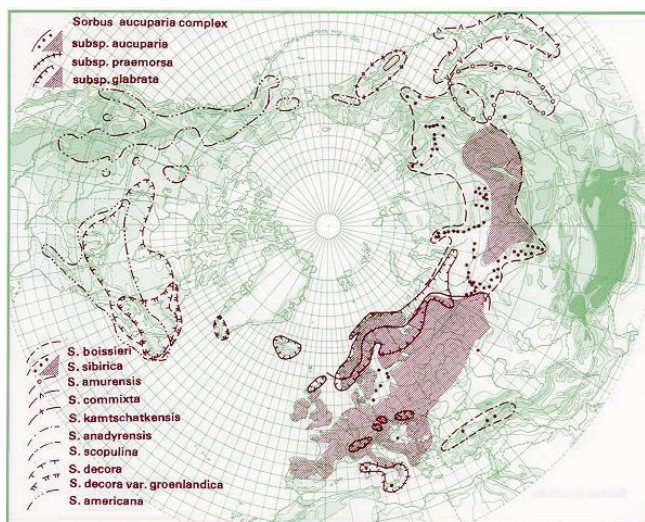 Sorbus aucuparia complex
subsp. aucuparia
subsp. praemorsa
subsp. glabrata
S. boissieri
S. sibirica
S. amurensis
S. commixta
S. kamtschatkensis
S. anadyrensis
S. scopulina
S. decora
S. decora var. groenlandica
S. americana